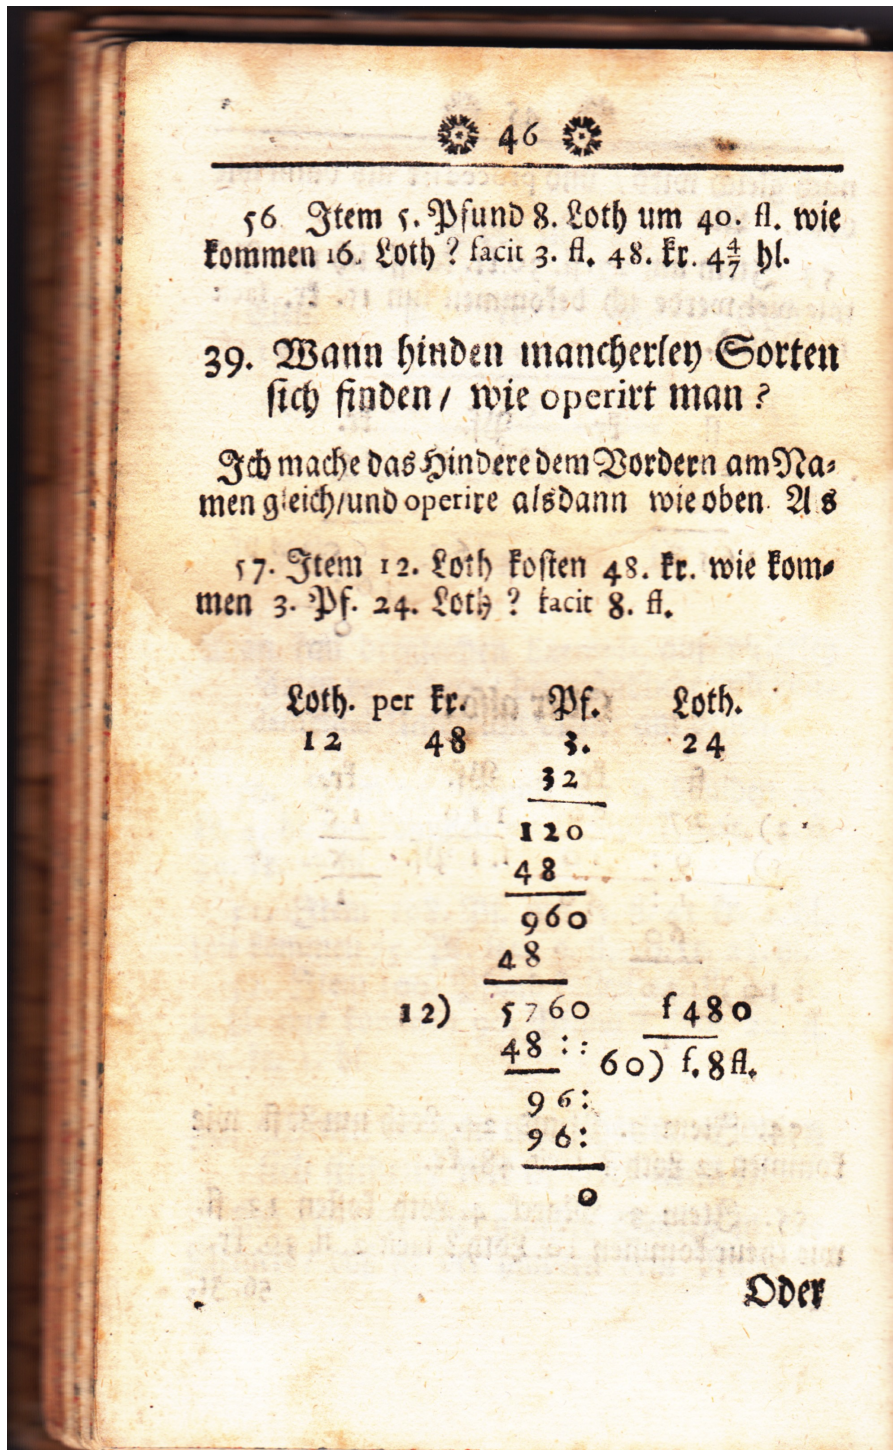 46
56 Item 5. Pfund 8. Loth um 40. fl. wie
kommen 16. Loth ? facit 3. fl. 48. kr. 4 4/7 hl.
39. Wann hinden mancherley Sorten
sich finden / wie operirt man ?
Ich mache das Hindere dem Vordern am Na-
men gleich / und operire alsdann wie oben. Als
57. Item 12. Loth kosten 48. kr. wie kom-
men 3. Pf. 24. Loth ? facit 8. fl.
Loth. per kr. Pf. Loth.
12 48 3. 24
32
120
48
960
48
12) 5760 f 480
48 : : 60) f. 8 fl.
96:
96:
0
Oder